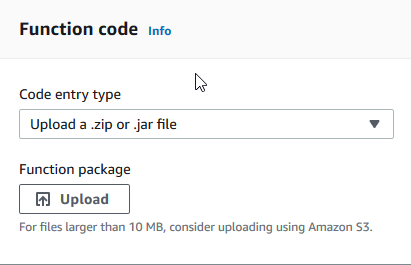 Function code Info
Code entry type
Upload a .zip or .jar file
Function package
Upload
For files larger than 10 MB, consider uploading using Amazon S3.